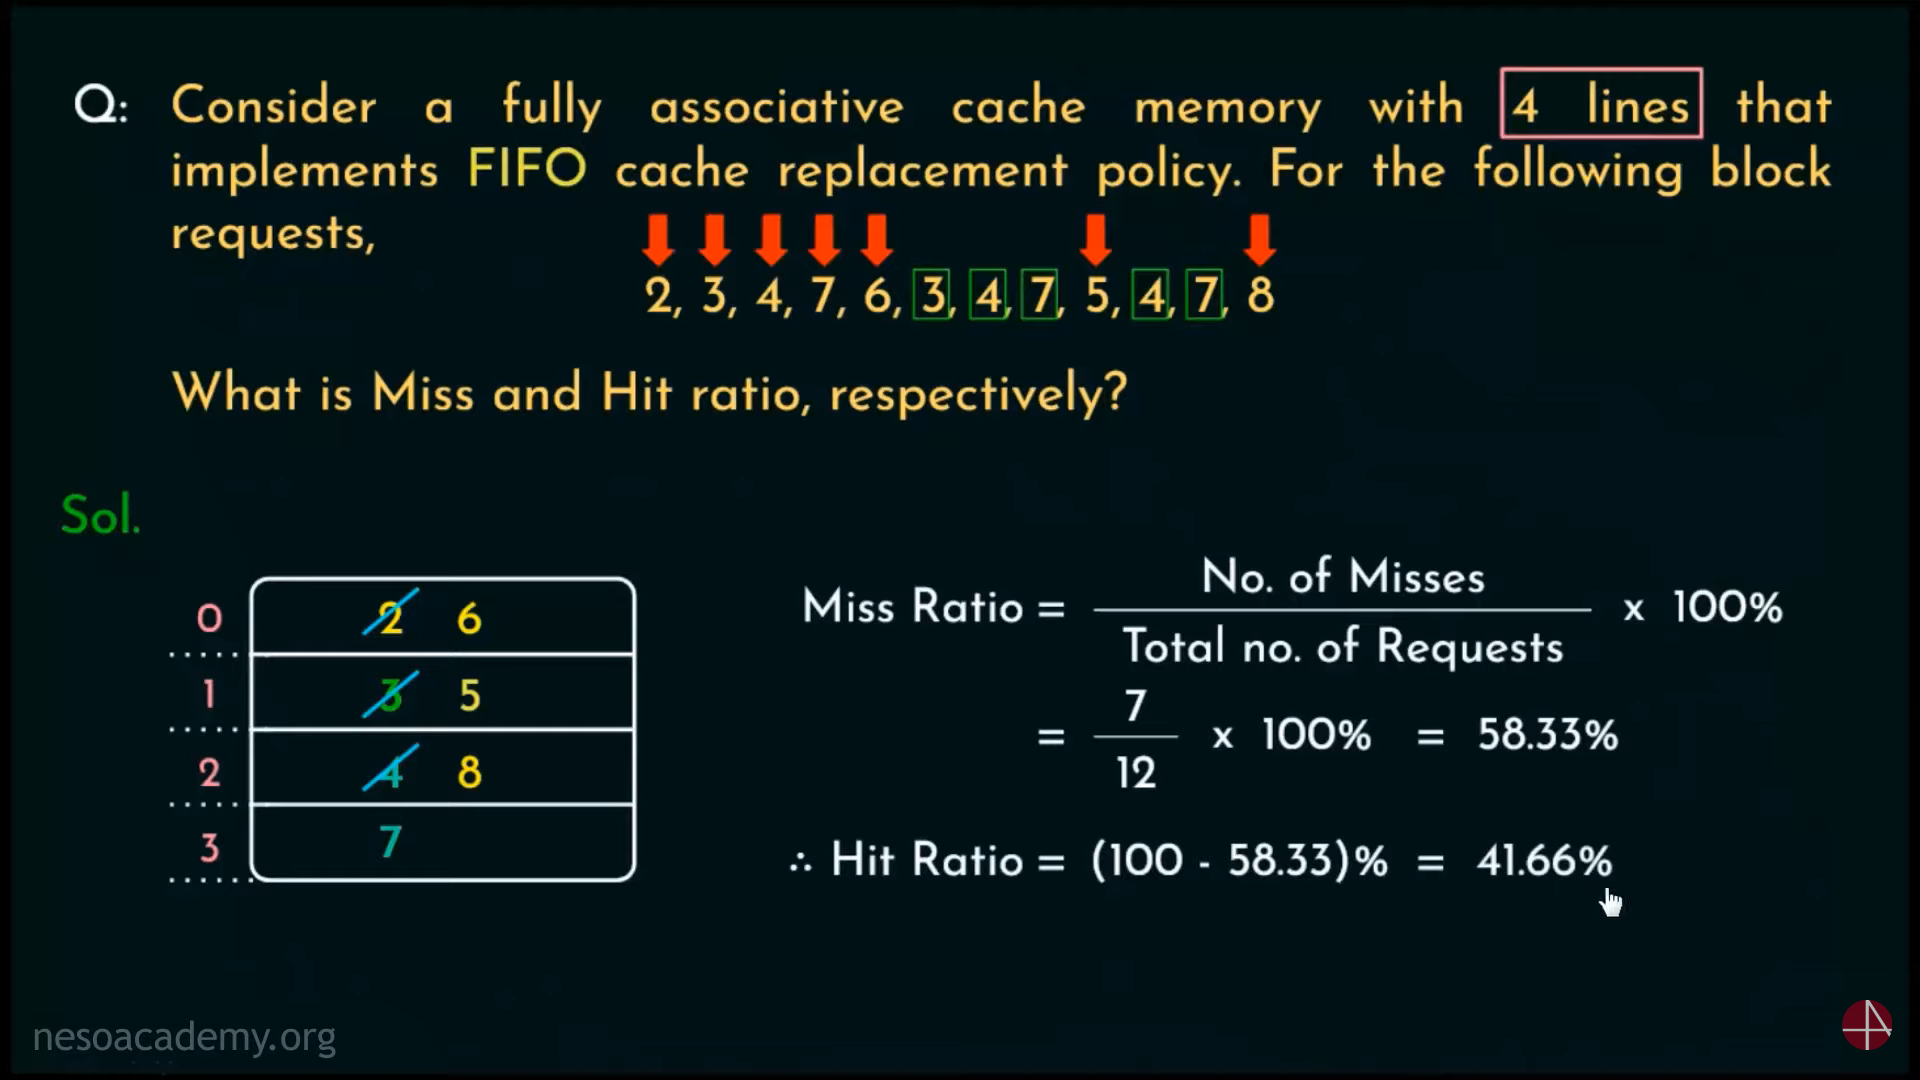 Q: Consider a fully associative cache memory with 4 lines that
implements FIFO cache replacement policy. For the following block
requests,
2, 3, 4, 7, 6, 3, 4, 7, 5, 4, 7, 8
What is Miss and Hit ratio, respectively?
Sol.
0 2 6
1 3 5
2 4 8
3 7
Miss Ratio = No. of Misses / Total no. of Requests x 100%
= 7 / 12 x 100% = 58.33%
∴ Hit Ratio = (100 - 58.33)% = 41.66%
nesoacademy.org